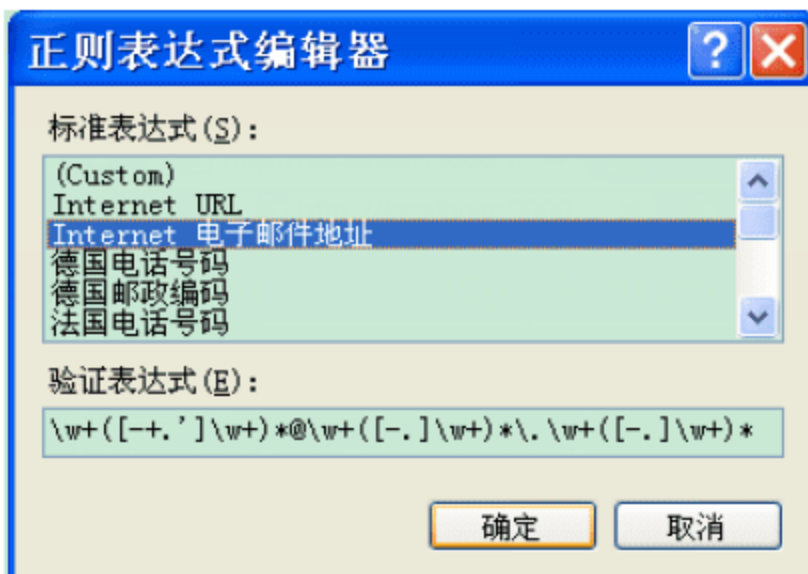 正则表达式编辑器
标准表达式(S):
(Custom)
Internet URL
Internet 电子邮件地址
德国电话号码
德国邮政编码
法国电话号码
验证表达式(E):
\w+([-+.']\w+)*@\w+([-.]\w+)*\.\w+([-.]\w+)*
确定 取消